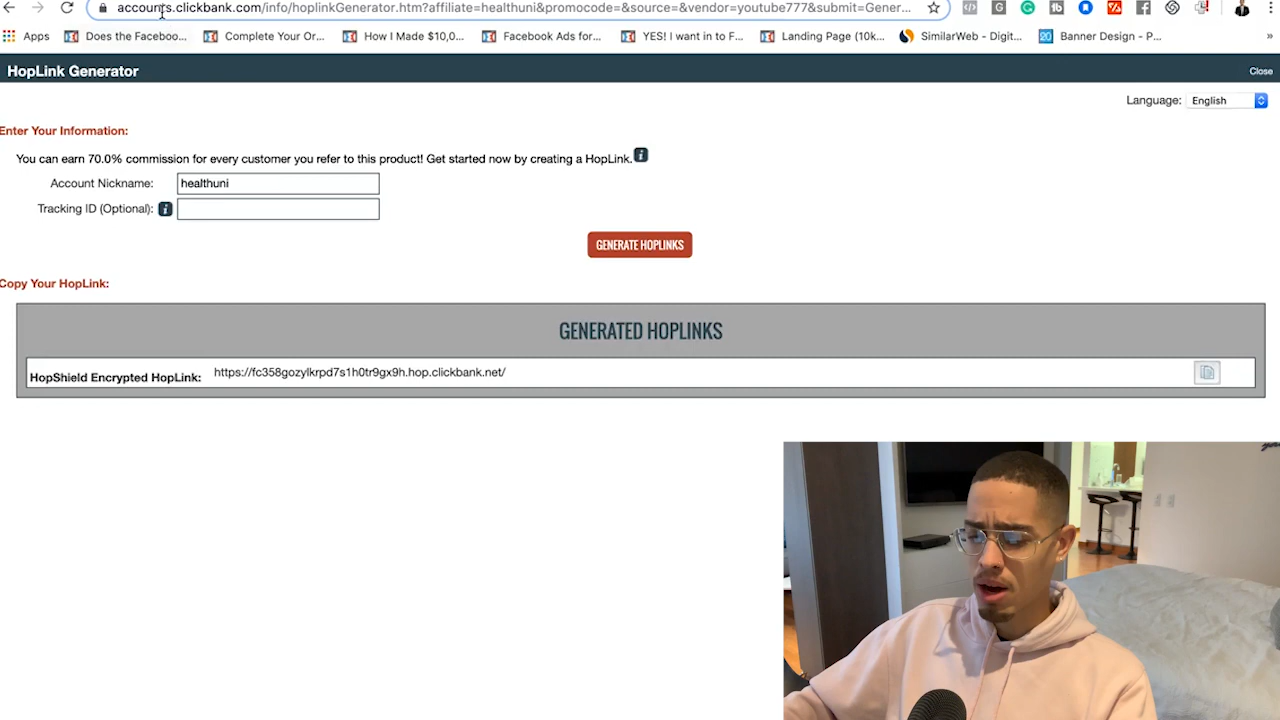 accounts.clickbank.com/info/hoplinkGenerator.htm?affiliate=healthuni&promocode=&source=&vendor=youtube777&submit=Gener...
Apps Does the Faceboo... Complete Your Or... How I Made $10,0... Facebook Ads for... YES! I want in to F... Landing Page (10k... SimilarWeb - Digit... 20 Banner Design - P... »
HopLink Generator Close
Language: English
Enter Your Information:
You can earn 70.0% commission for every customer you refer to this product! Get started now by creating a HopLink. i
Account Nickname: healthuni
Tracking ID (Optional): i
GENERATE HOPLINKS
Copy Your HopLink:
GENERATED HOPLINKS
HopShield Encrypted HopLink: https://fc358gozylkrpd7s1h0tr9gx9h.hop.clickbank.net/